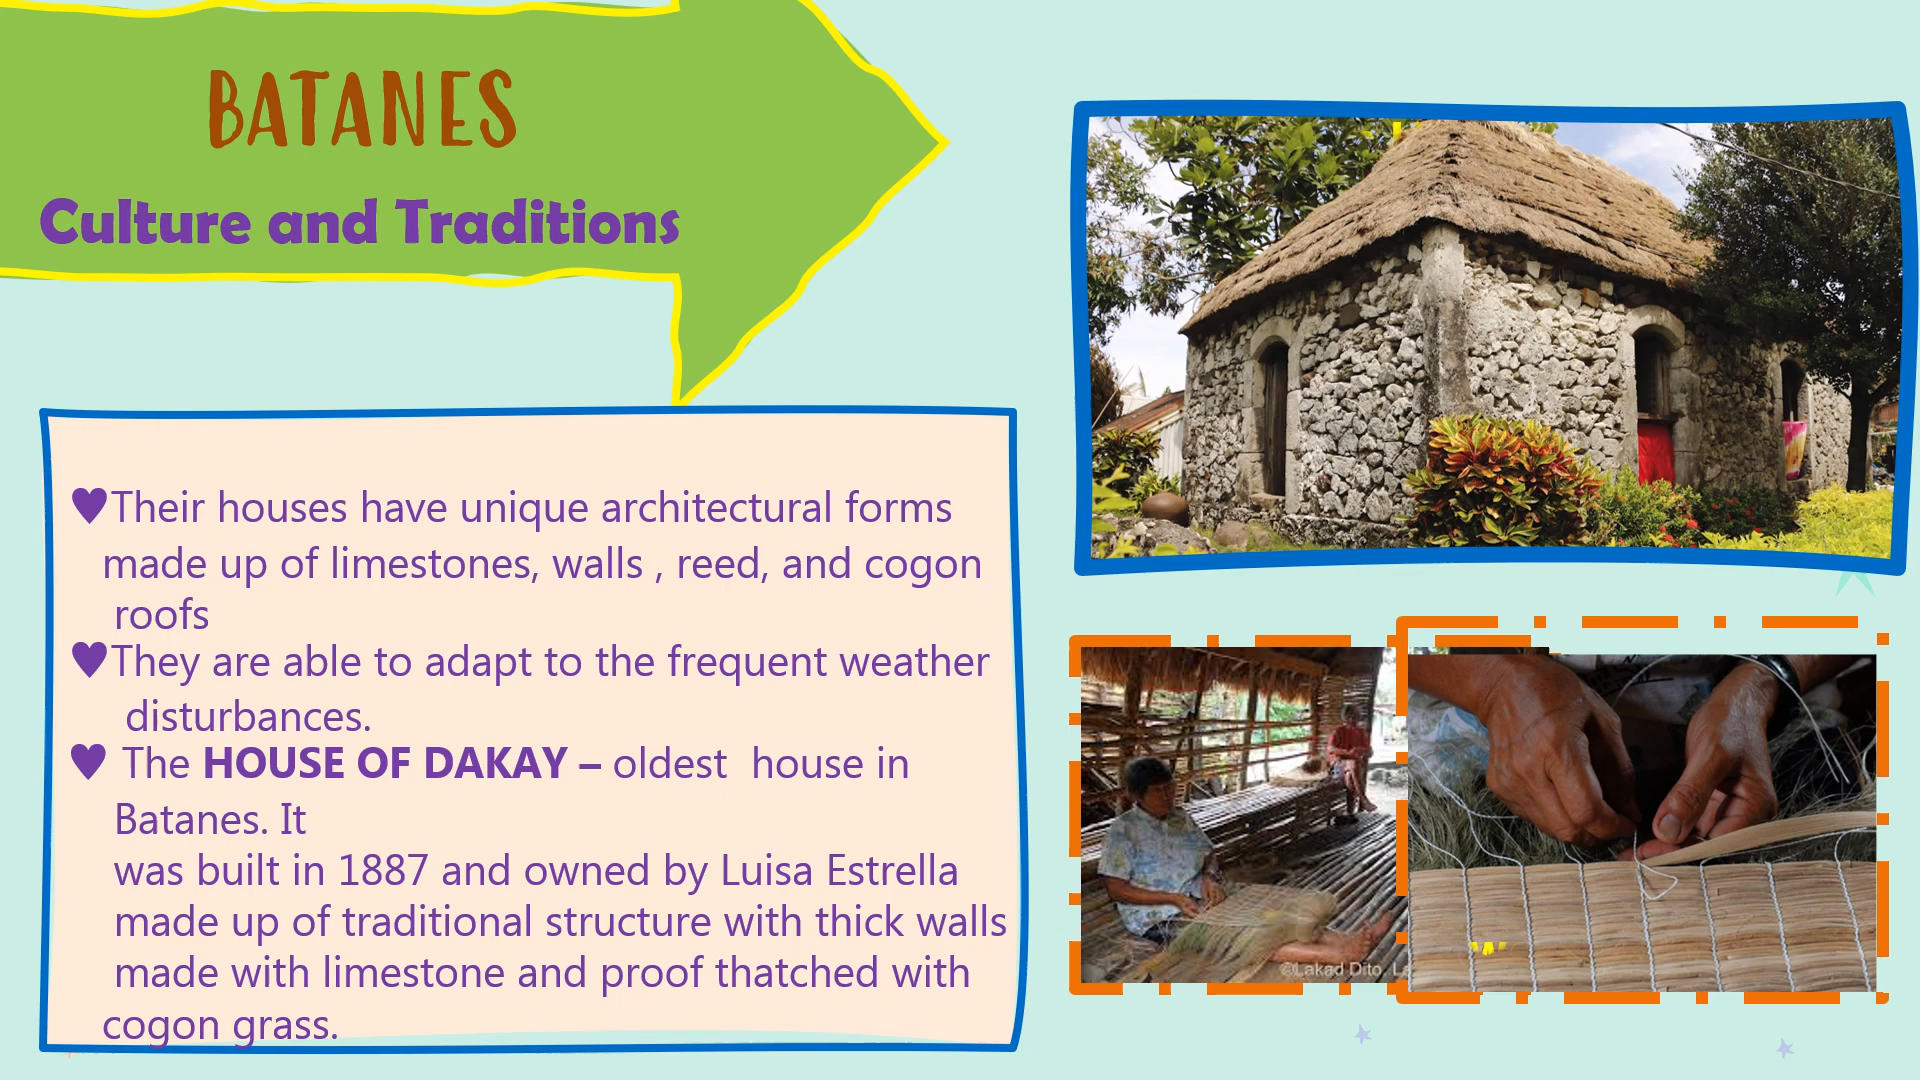 BATANES
Culture and Traditions
♥Their houses have unique architectural forms
made up of limestones, walls , reed, and cogon
roofs
♥They are able to adapt to the frequent weather
disturbances.
♥ The HOUSE OF DAKAY – oldest house in
Batanes. It
was built in 1887 and owned by Luisa Estrella
made up of traditional structure with thick walls
made with limestone and proof thatched with
cogon grass.
©Lakad Dito, La